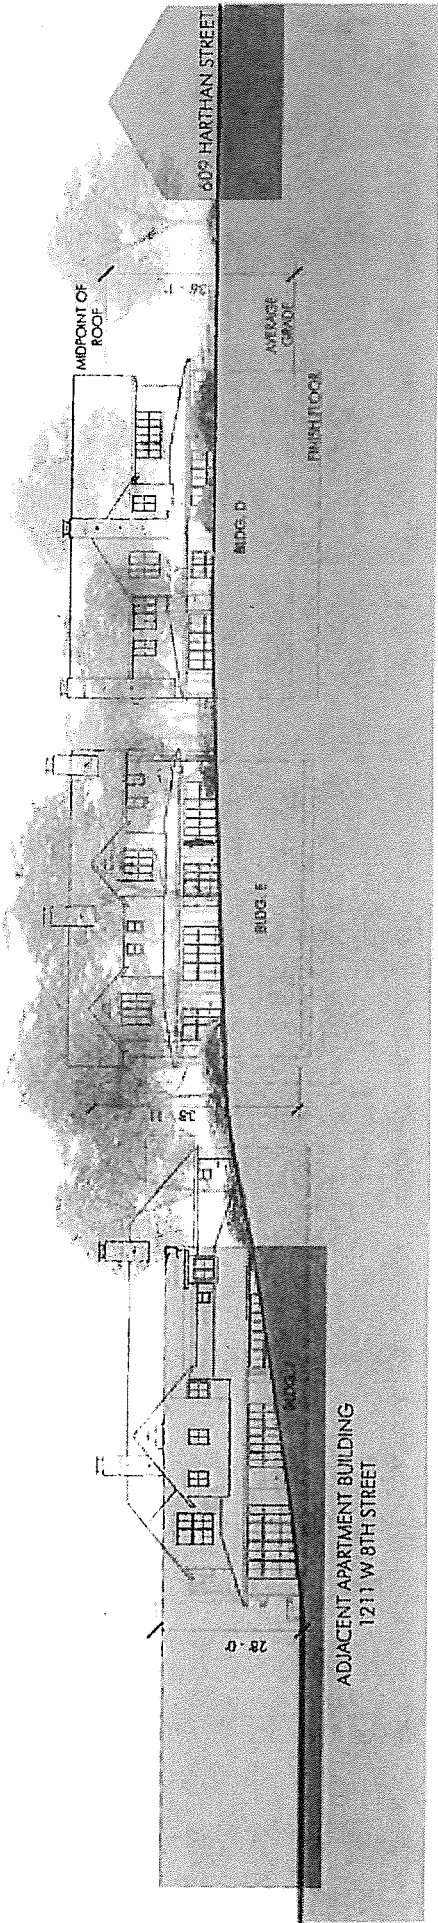 ADJACENT APARTMENT BUILDING
1211 W 8TH STREET
28'-0"
BLDG. F
BLDG. E
BLDG. D
FINISH FLOOR
AVERAGE
GRADE
MIDPOINT OF
ROOF
609 HARTHAN STREET